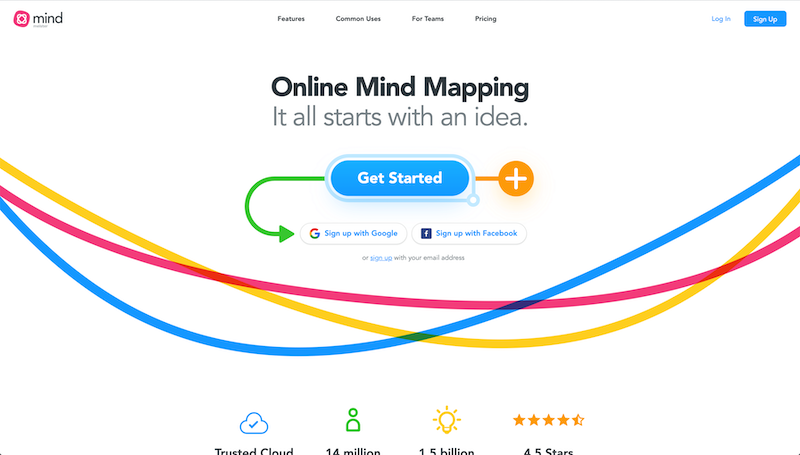 mind
meister
Features
Common Uses
For Teams
Pricing
Log In
Sign Up
Online Mind Mapping
It all starts with an idea.
Get Started
Sign up with Google
Sign up with Facebook
or sign up with your email address
Trusted Cloud
14 million
1.5 billion
4.5 Stars